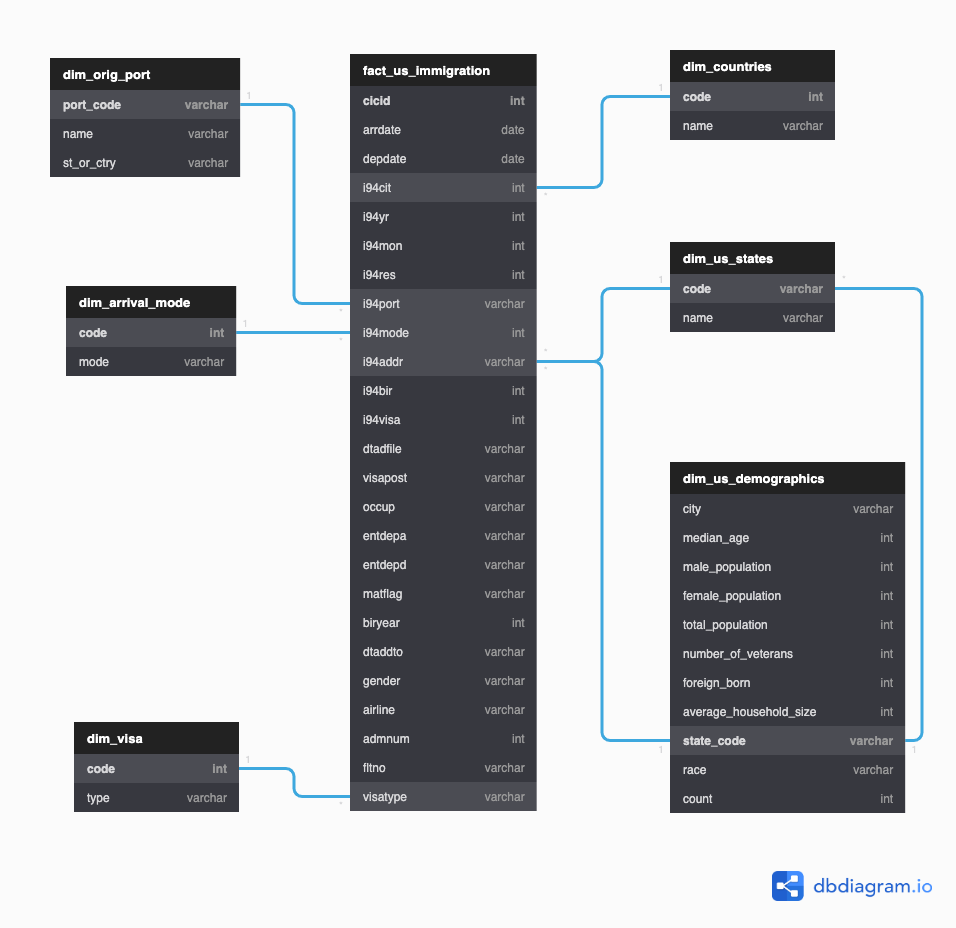 dim_orig_port
port_code varchar
name varchar
st_or_ctry varchar
dim_arrival_mode
code int
mode varchar
dim_visa
code int
type varchar
fact_us_immigration
cicid int
arrdate date
depdate date
i94cit int
i94yr int
i94mon int
i94res int
i94port varchar
i94mode int
i94addr varchar
i94bir int
i94visa int
dtadfile varchar
visapost varchar
occup varchar
entdepa varchar
entdepd varchar
matflag varchar
biryear int
dtaddto varchar
gender varchar
airline varchar
admnum int
fltno varchar
visatype varchar
dim_countries
code int
name varchar
dim_us_states
code varchar
name varchar
dim_us_demographics
city varchar
median_age int
male_population int
female_population int
total_population int
number_of_veterans int
foreign_born int
average_household_size int
state_code varchar
race varchar
count int
1
*
1
*
1
*
1
*
1
*
*
1
*
1
dbdiagram.io